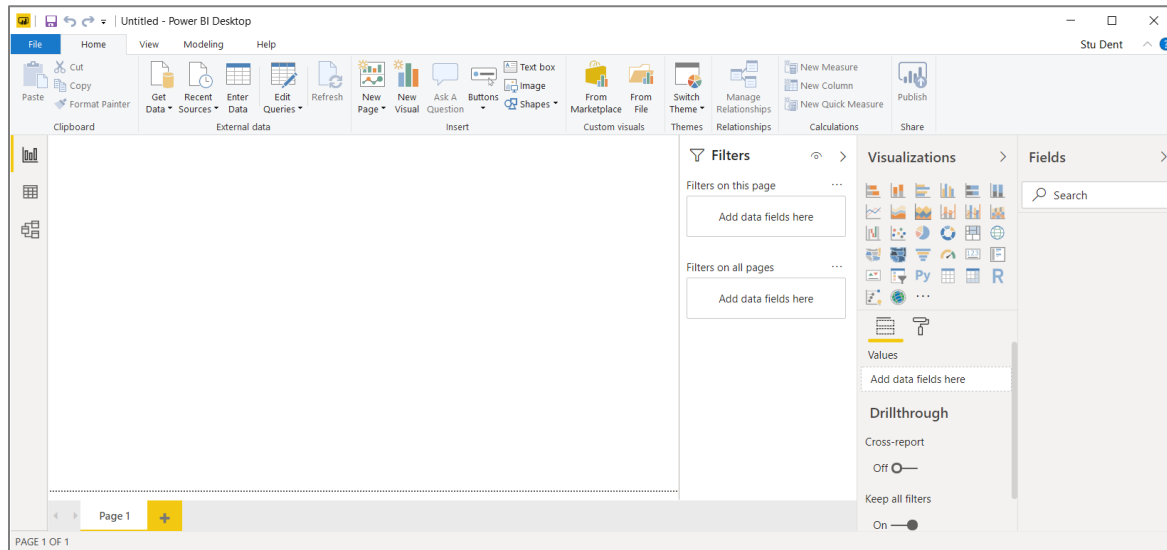 Untitled - Power BI Desktop
File Home View Modeling Help Stu Dent
Paste
Cut
Copy
Format Painter
Clipboard
Get Data
Recent Sources
Enter Data
Edit Queries
Refresh
External data
New Page
New Visual
Ask A Question
Buttons
Text box
Image
Shapes
Insert
From Marketplace
From File
Custom visuals
Switch Theme
Themes
Manage Relationships
Relationships
New Measure
New Column
New Quick Measure
Calculations
Publish
Share
Filters
Filters on this page ...
Add data fields here
Filters on all pages ...
Add data fields here
Visualizations
123
Py
R
...
Values
Add data fields here
Drillthrough
Cross-report
Off
Keep all filters
On
Fields
Search
Page 1
PAGE 1 OF 1